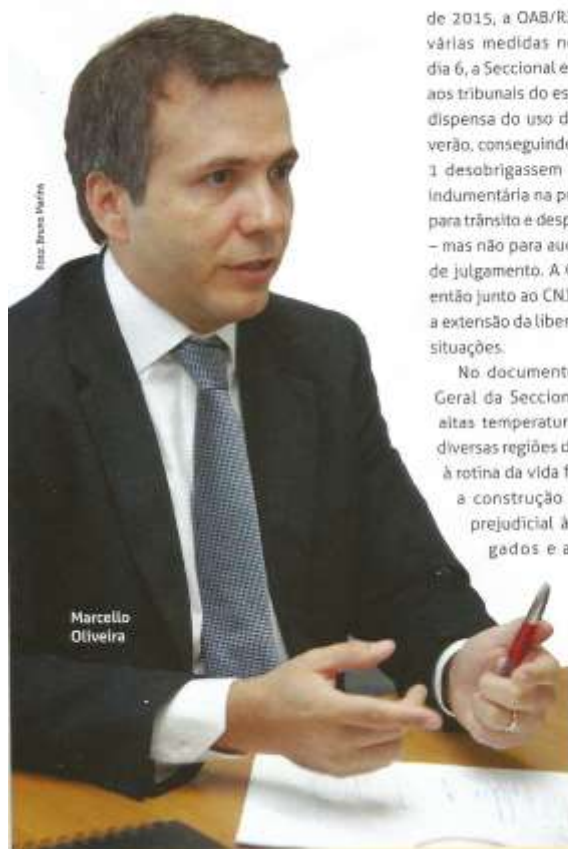 Foto: Bruno Marins
de 2015, a OAB/RJ
várias medidas n
dia 6, a Seccional e
aos tribunais do es
dispensa do uso d
verão, conseguind
1 desobrigassem
indumentária na p
para trânsito e desp
– mas não para aud
de julgamento. A
então junto ao CNJ
a extensão da liber
situações.
No document
Geral da Seccion
altas temperatur
diversas regiões d
à rotina da vida f
a construção
prejudicial à
gados e a
Marcello
Oliveira